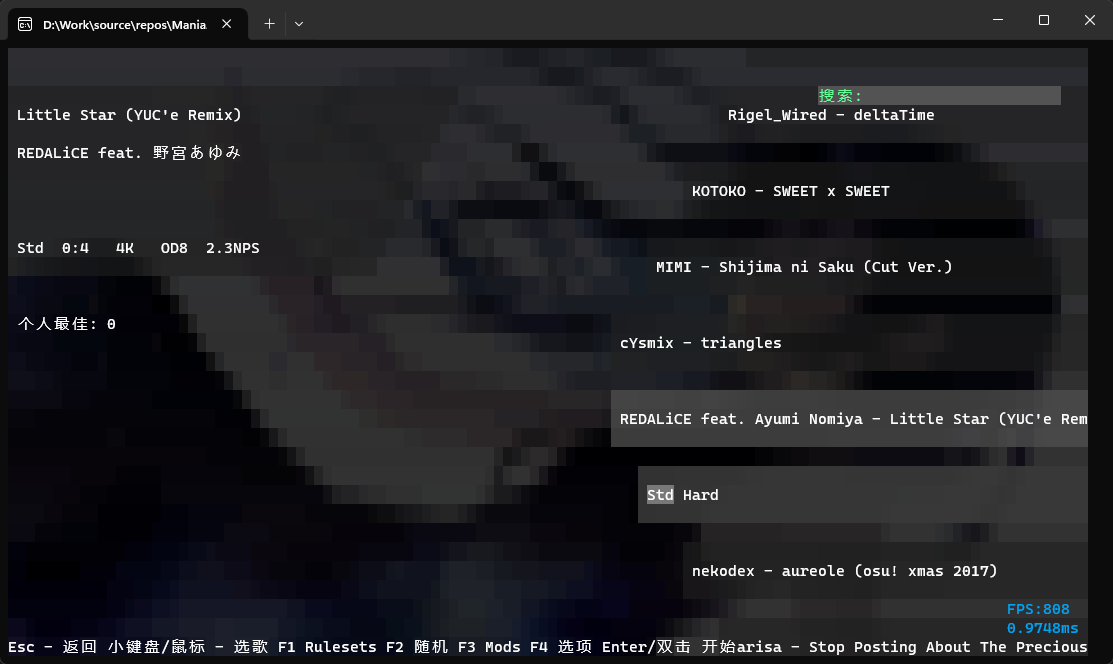 D:\Work\source\repos\Mania
搜索:
Little Star (YUC'e Remix)
Rigel_Wired - deltaTime
REDALiCE feat. 野宮あゆみ
KOTOKO - SWEET x SWEET
Std 0:4 4K OD8 2.3NPS
MIMI - Shijima ni Saku (Cut Ver.)
个人最佳: 0
cYsmix - triangles
REDALiCE feat. Ayumi Nomiya - Little Star (YUC'e Rem
Std Hard
nekodex - aureole (osu! xmas 2017)
FPS:808
0.9748ms
Esc - 返回 小键盘/鼠标 - 选歌 F1 Rulesets F2 随机 F3 Mods F4 选项 Enter/双击 开始arisa - Stop Posting About The Precious